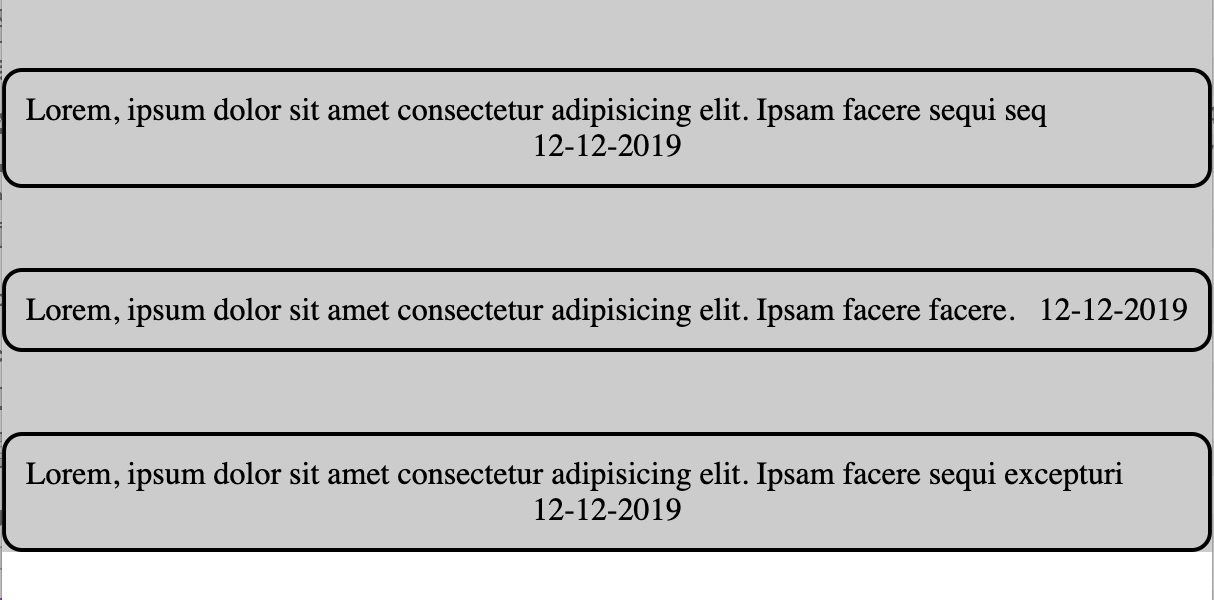 Lorem, ipsum dolor sit amet consectetur adipisicing elit. Ipsam facere sequi seq
12-12-2019
Lorem, ipsum dolor sit amet consectetur adipisicing elit. Ipsam facere facere. 12-12-2019
Lorem, ipsum dolor sit amet consectetur adipisicing elit. Ipsam facere sequi excepturi
12-12-2019